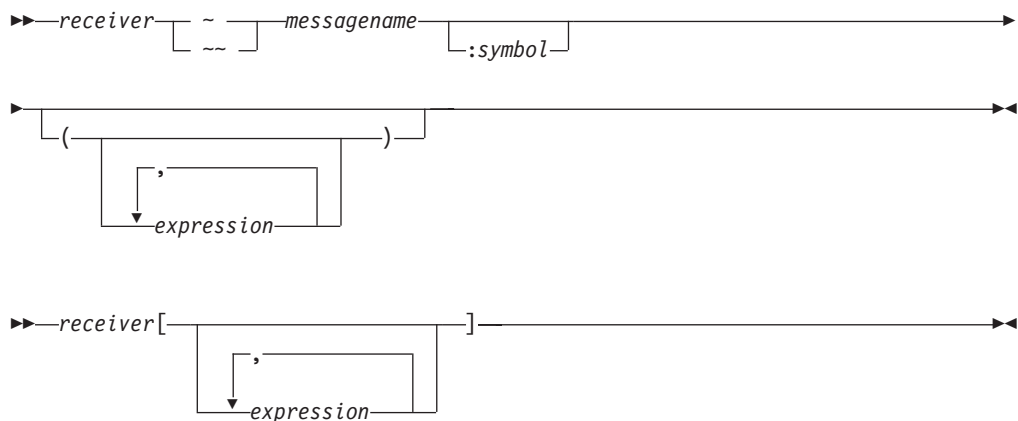 receiver ~ messagename
~~ :symbol
( )
,
expression
receiver[ ]
,
expression